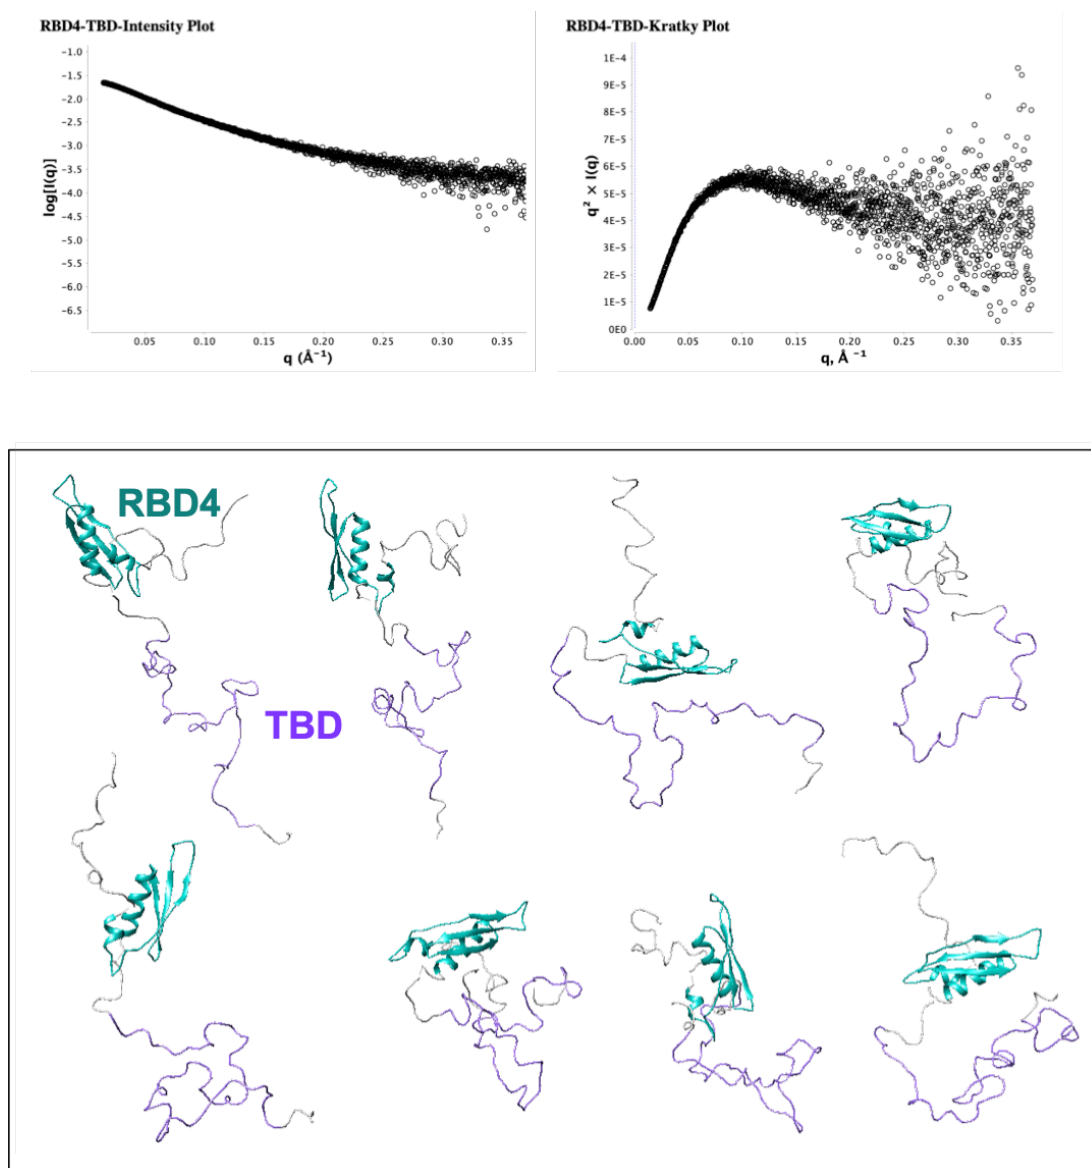 RBD4-TBD-Intensity Plot
−1.0
−1.5
−2.0
−2.5
−3.0
−3.5
−4.0
−4.5
−5.0
−5.5
−6.0
−6.5
log[I(q)]
0.05 0.10 0.15 0.20 0.25 0.30 0.35
q (Å⁻¹)
RBD4-TBD-Kratky Plot
1E-4
9E-5
8E-5
7E-5
6E-5
5E-5
4E-5
3E-5
2E-5
1E-5
0E0
q² × I(q)
0.00 0.05 0.10 0.15 0.20 0.25 0.30 0.35
q, Å ⁻¹
RBD4
TBD